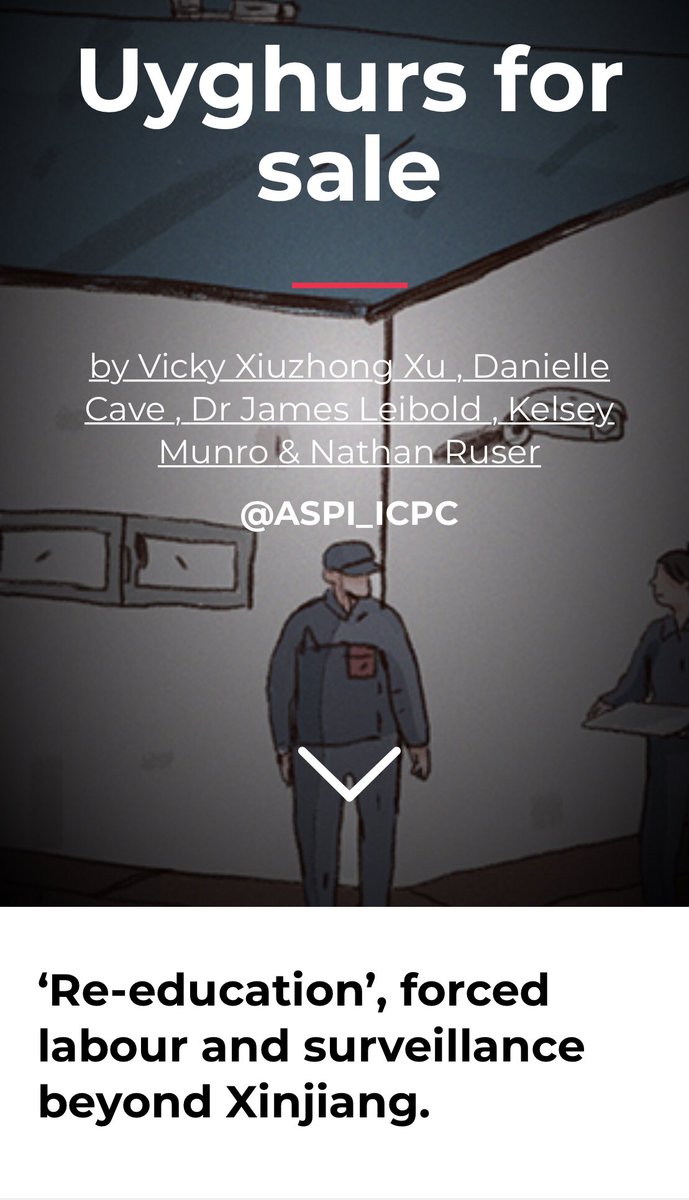 Uyghurs for
sale
by Vicky Xiuzhong Xu , Danielle
Cave , Dr James Leibold , Kelsey
Munro & Nathan Ruser
@ASPI_ICPC
‘Re-education’, forced
labour and surveillance
beyond Xinjiang.